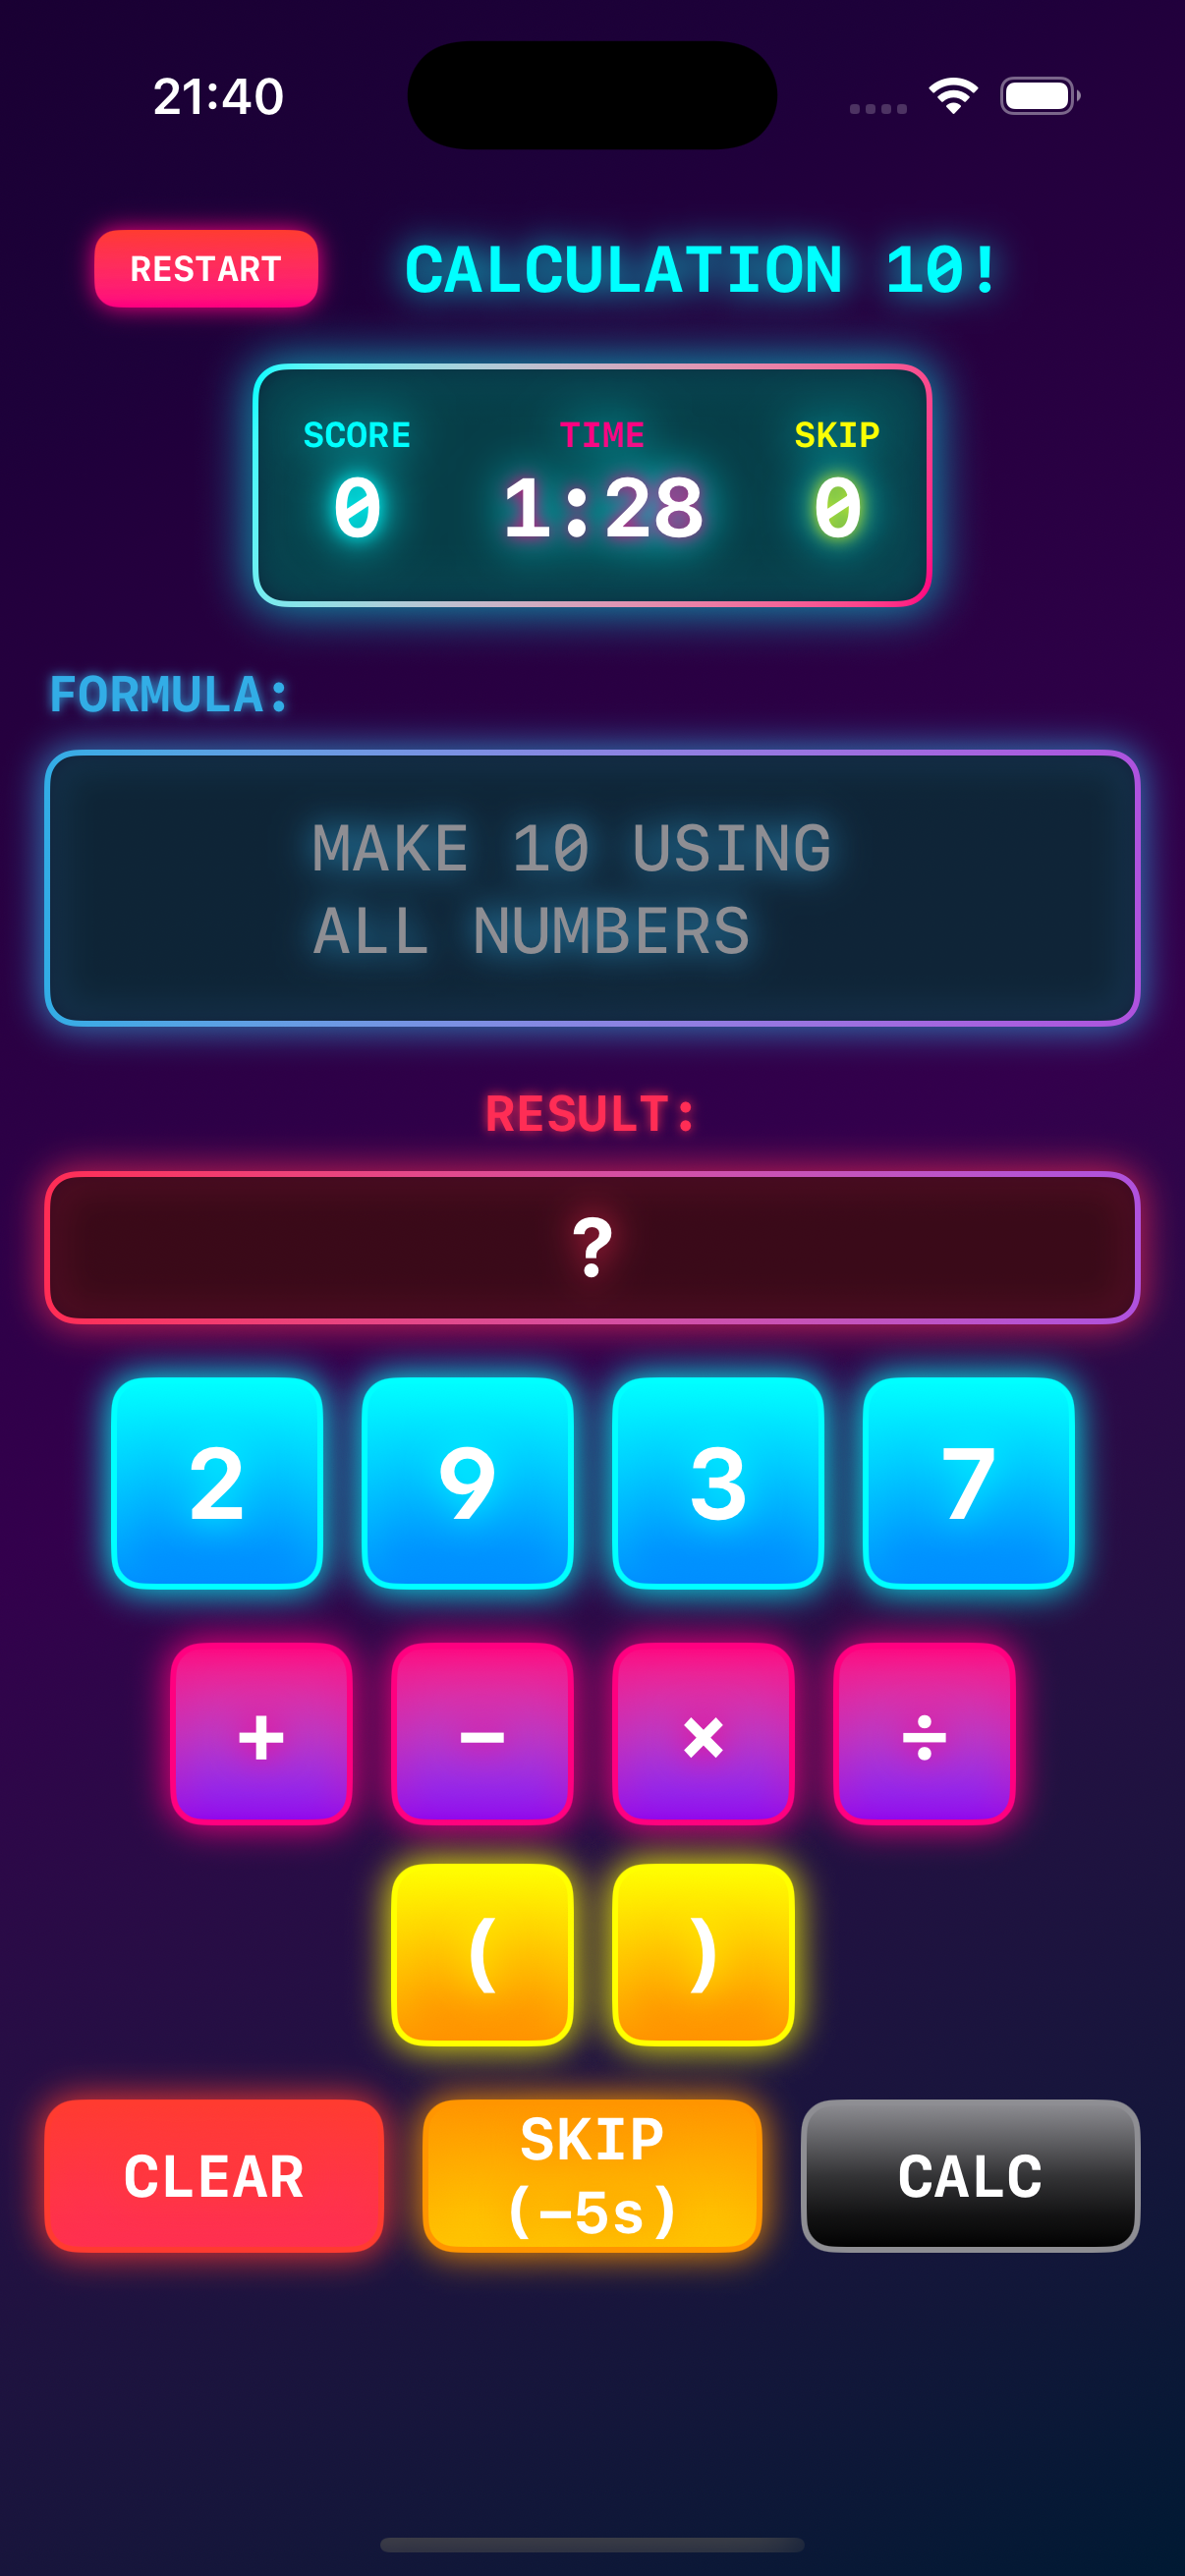 21:40
RESTART
CALCULATION 10!
SCORE TIME SKIP
0 1:28 0
FORMULA:
MAKE 10 USING
ALL NUMBERS
RESULT:
?
2 9 3 7
+ − × ÷
( )
CLEAR
SKIP
(−5s)
CALC